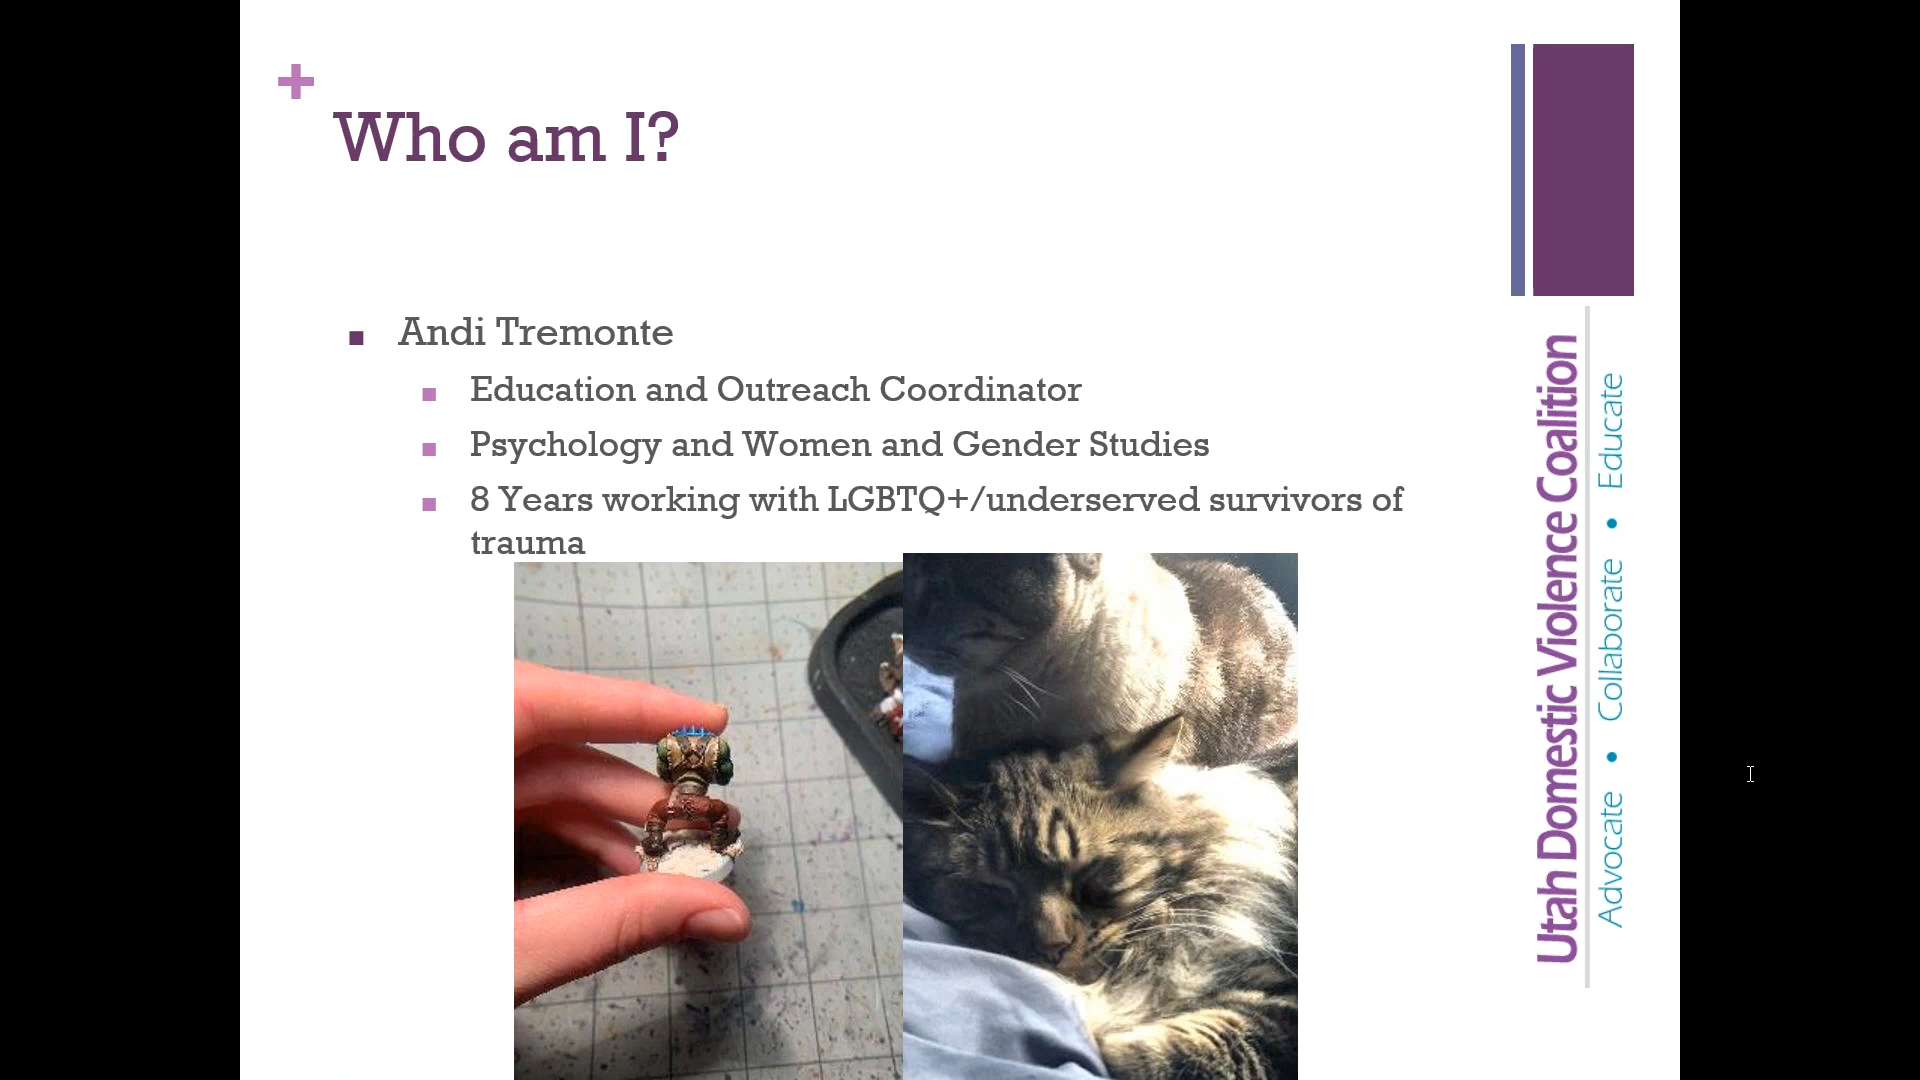 +
Who am I?
Andi Tremonte
Education and Outreach Coordinator
Psychology and Women and Gender Studies
8 Years working with LGBTQ+/underserved survivors of
trauma
Utah Domestic Violence Coalition
Advocate • Collaborate • Educate